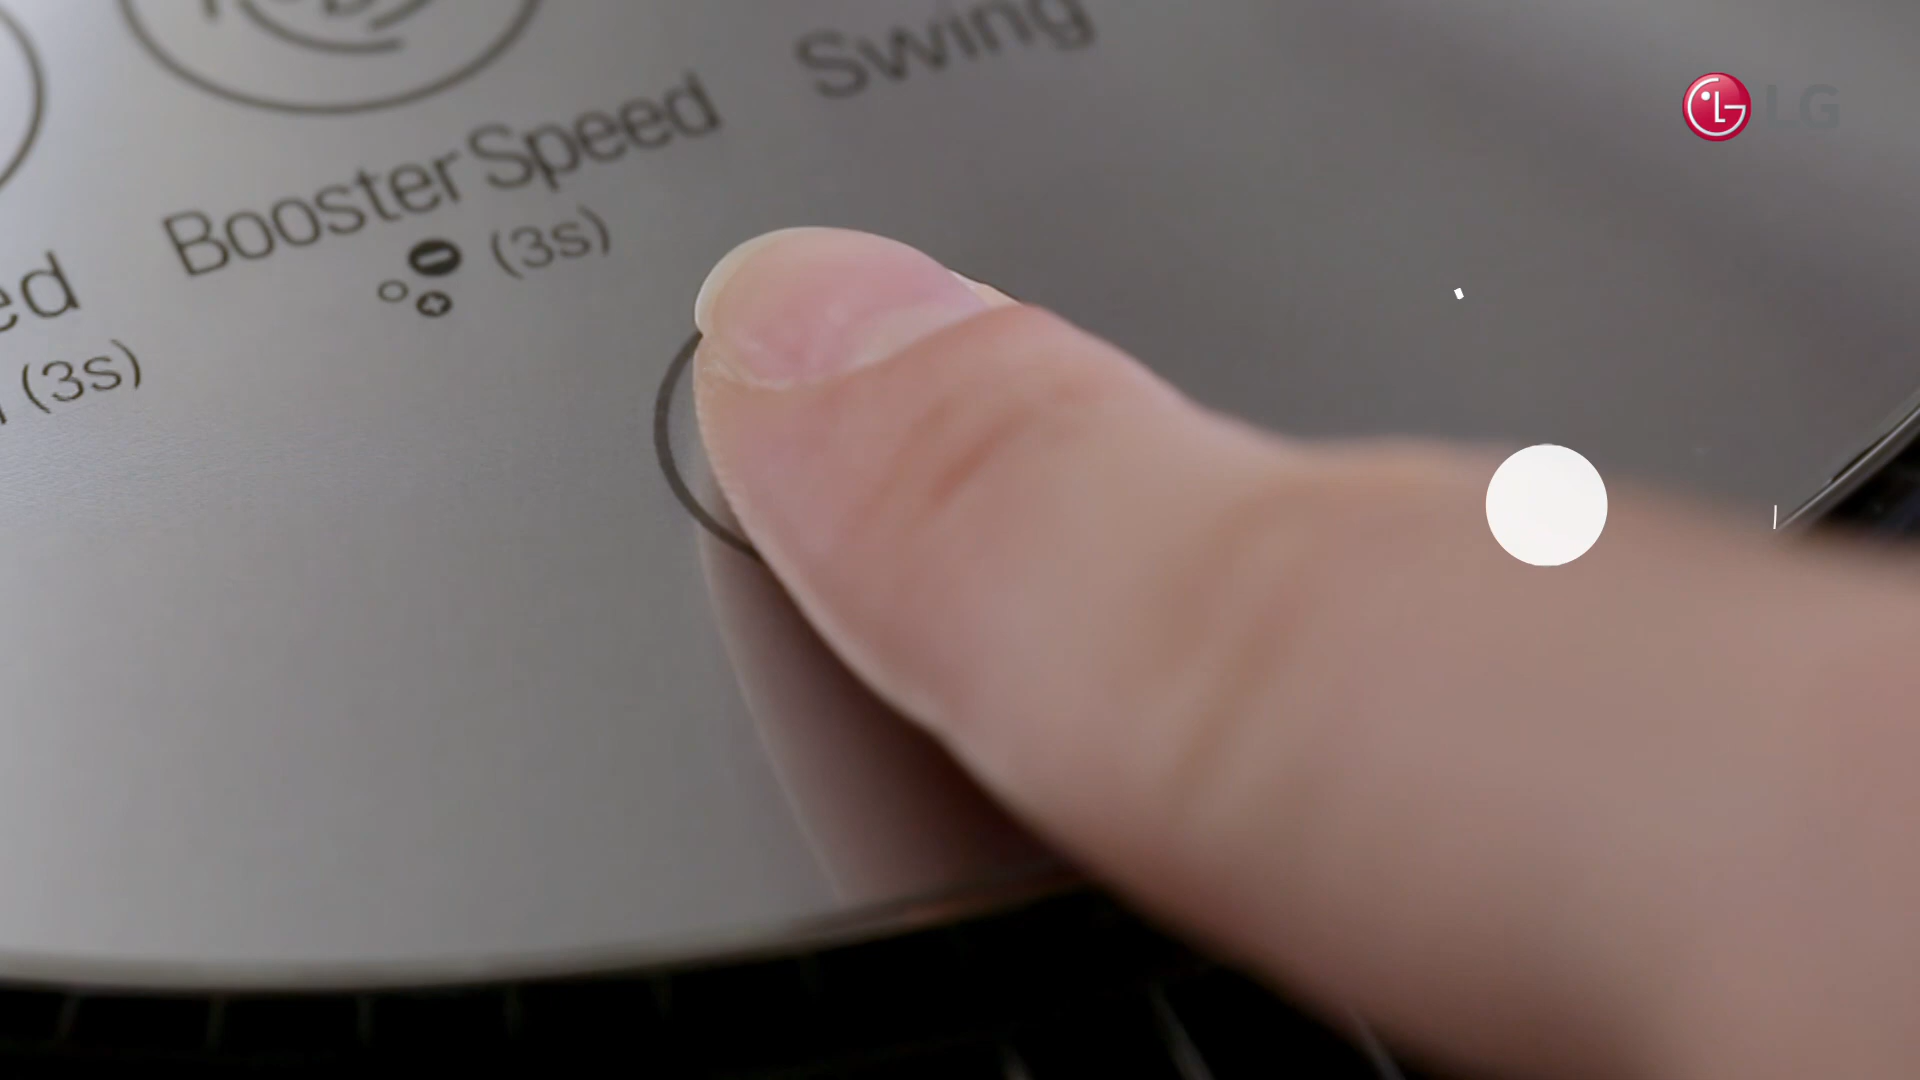 Swing
LG
Booster Speed
(3s)
ed
(3s)